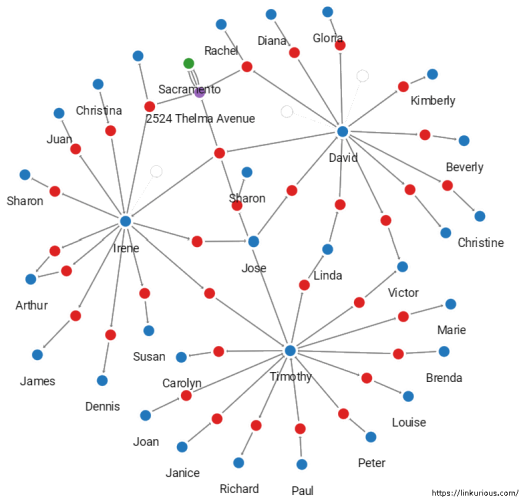 Gloria
Diana
Rachel
Sacramento
Kimberly
Christina
2524 Thelma Avenue
Juan
David
Beverly
Sharon
Sharon
Christine
Irene
Jose
Linda
Victor
Arthur
Marie
Susan
Timothy
Brenda
James
Carolyn
Dennis
Louise
Joan
Peter
Janice
Richard
Paul
https://linkurious.com/